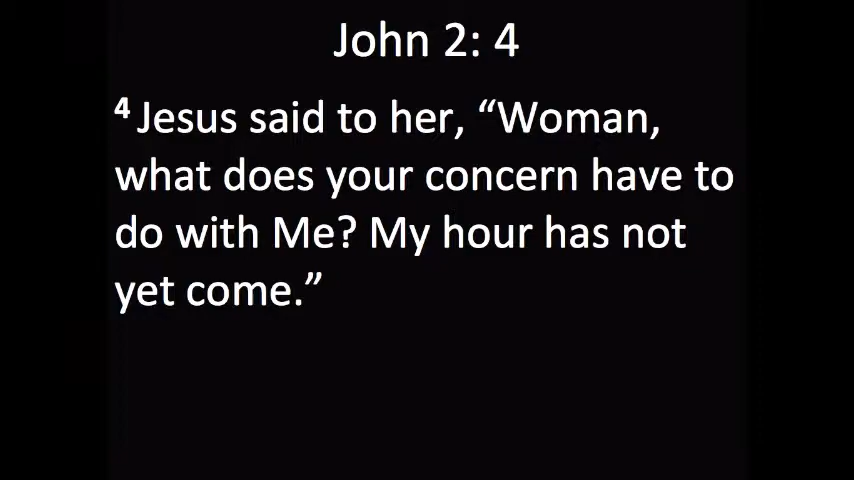 John 2: 4
4 Jesus said to her, “Woman,
what does your concern have to
do with Me? My hour has not
yet come.”